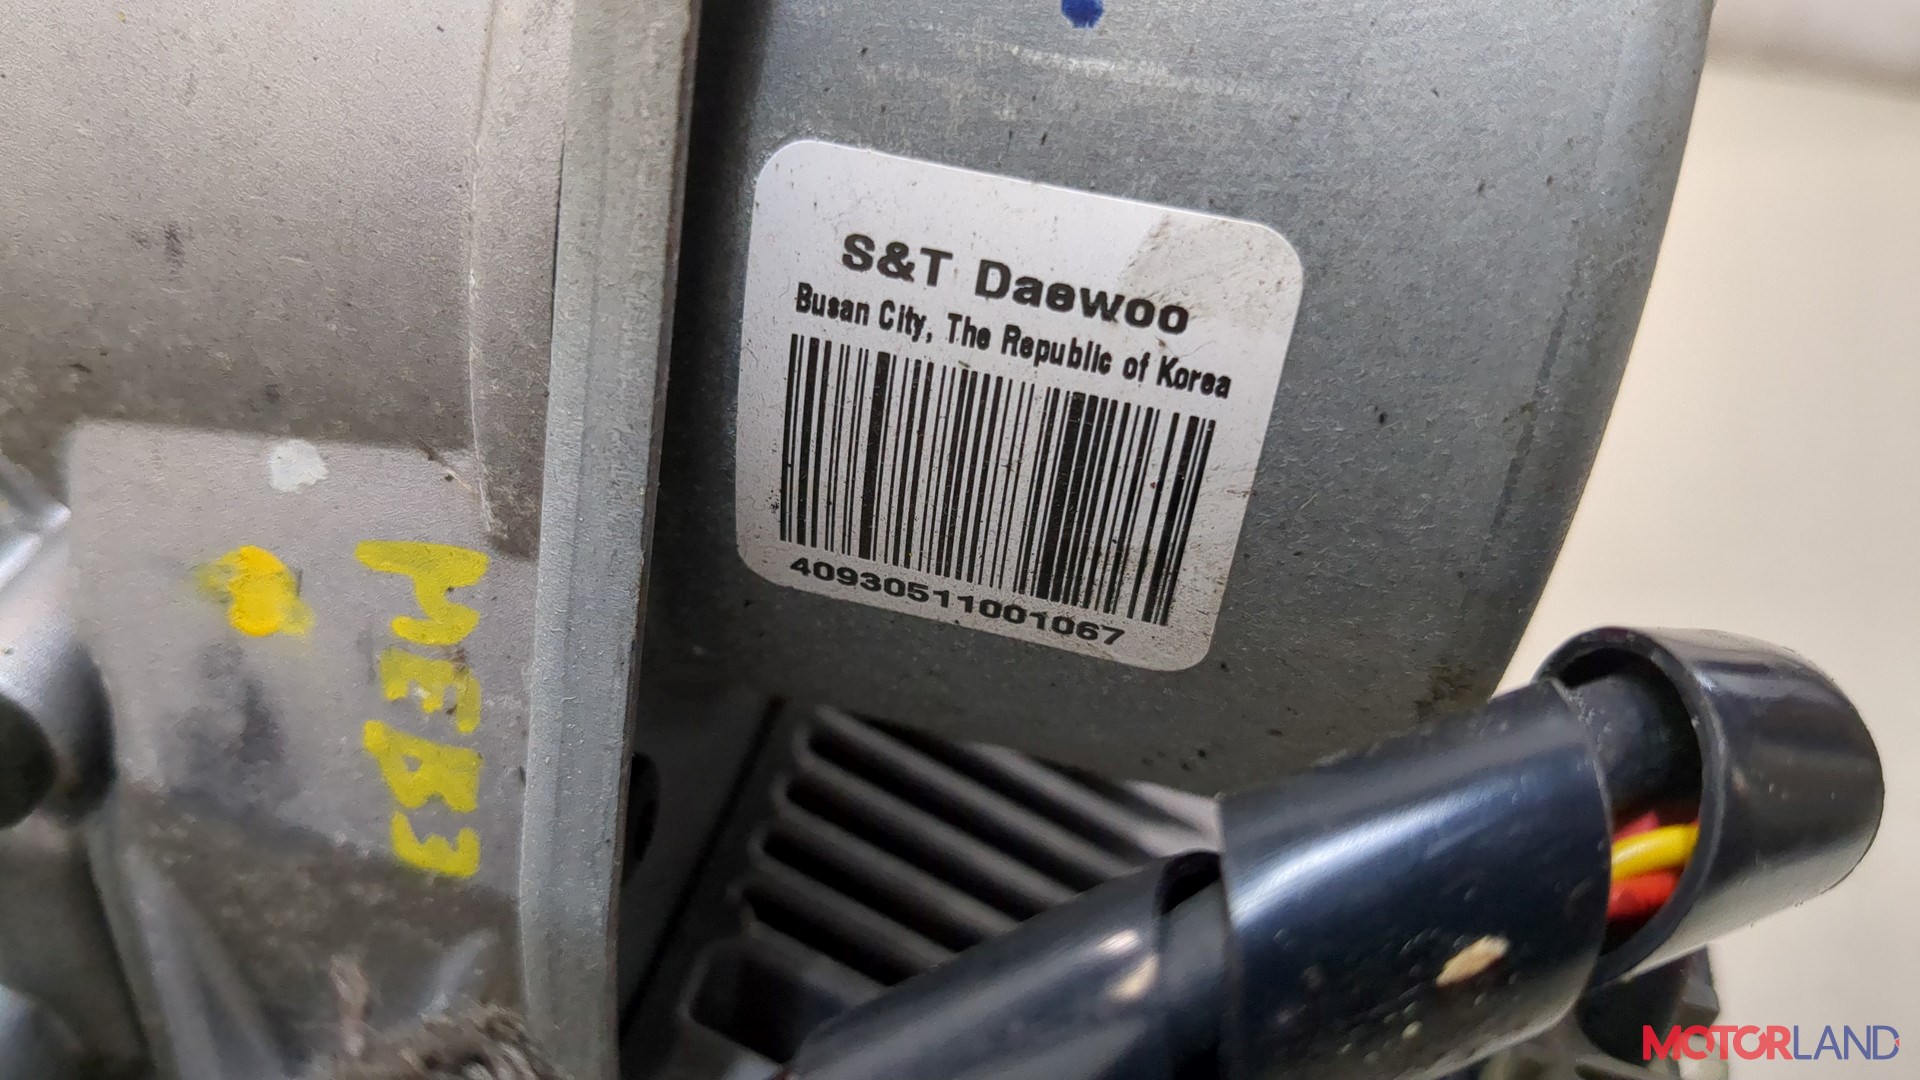 S&T Daewoo
Busan City, The Republic of Korea
40930511001067
MEB3
MOTORLAND